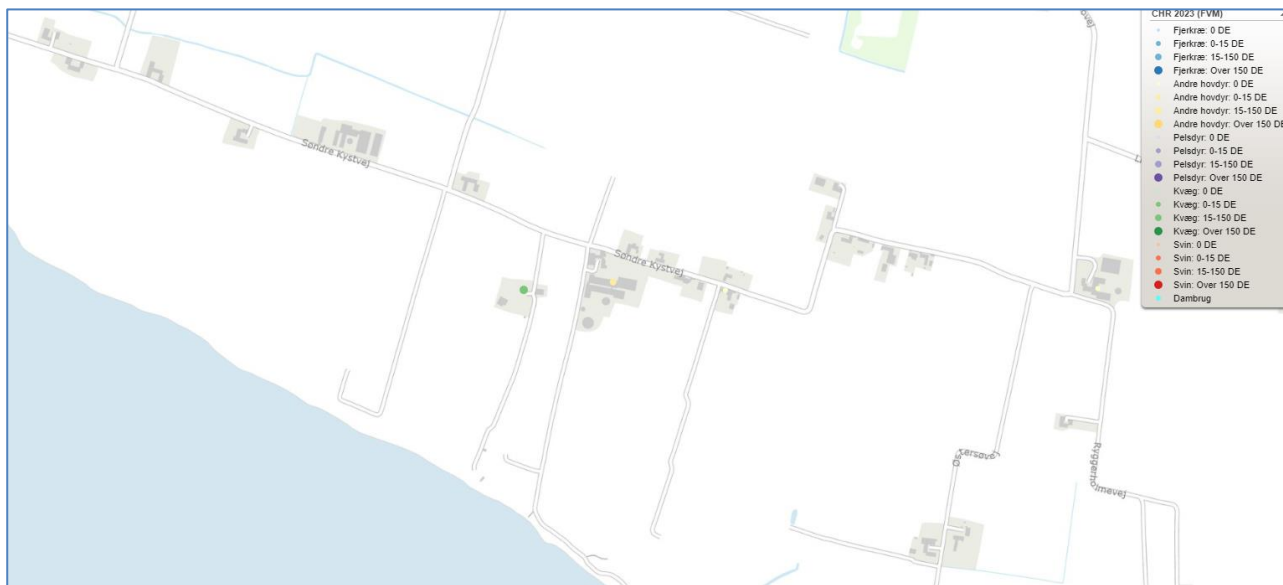 CHR 2023 (FVM)
Fjerkræ: 0 DE
Fjerkræ: 0-15 DE
Fjerkræ: 15-150 DE
Fjerkræ: Over 150 DE
Andre hovdyr: 0 DE
Andre hovdyr: 0-15 DE
Andre hovdyr: 15-150 DE
Andre hovdyr: Over 150 DE
Pelsdyr: 0 DE
Pelsdyr: 0-15 DE
Pelsdyr: 15-150 DE
Pelsdyr: Over 150 DE
Kvæg: 0 DE
Kvæg: 0-15 DE
Kvæg: 15-150 DE
Kvæg: Over 150 DE
Svin: 0 DE
Svin: 0-15 DE
Svin: 15-150 DE
Svin: Over 150 DE
Dambrug
Søndre Kystvej
Søndre Kystvej